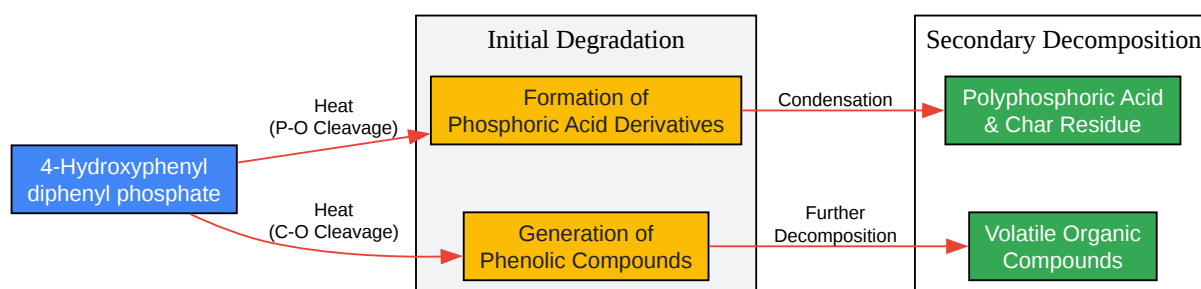 Initial Degradation
Secondary Decomposition
Heat
(P-O Cleavage)
Formation of
Phosphoric Acid Derivatives
Condensation
Polyphosphoric Acid
& Char Residue
4-Hydroxyphenyl
diphenyl phosphate
Heat
(C-O Cleavage)
Generation of
Phenolic Compounds
Further
Decomposition
Volatile Organic
Compounds